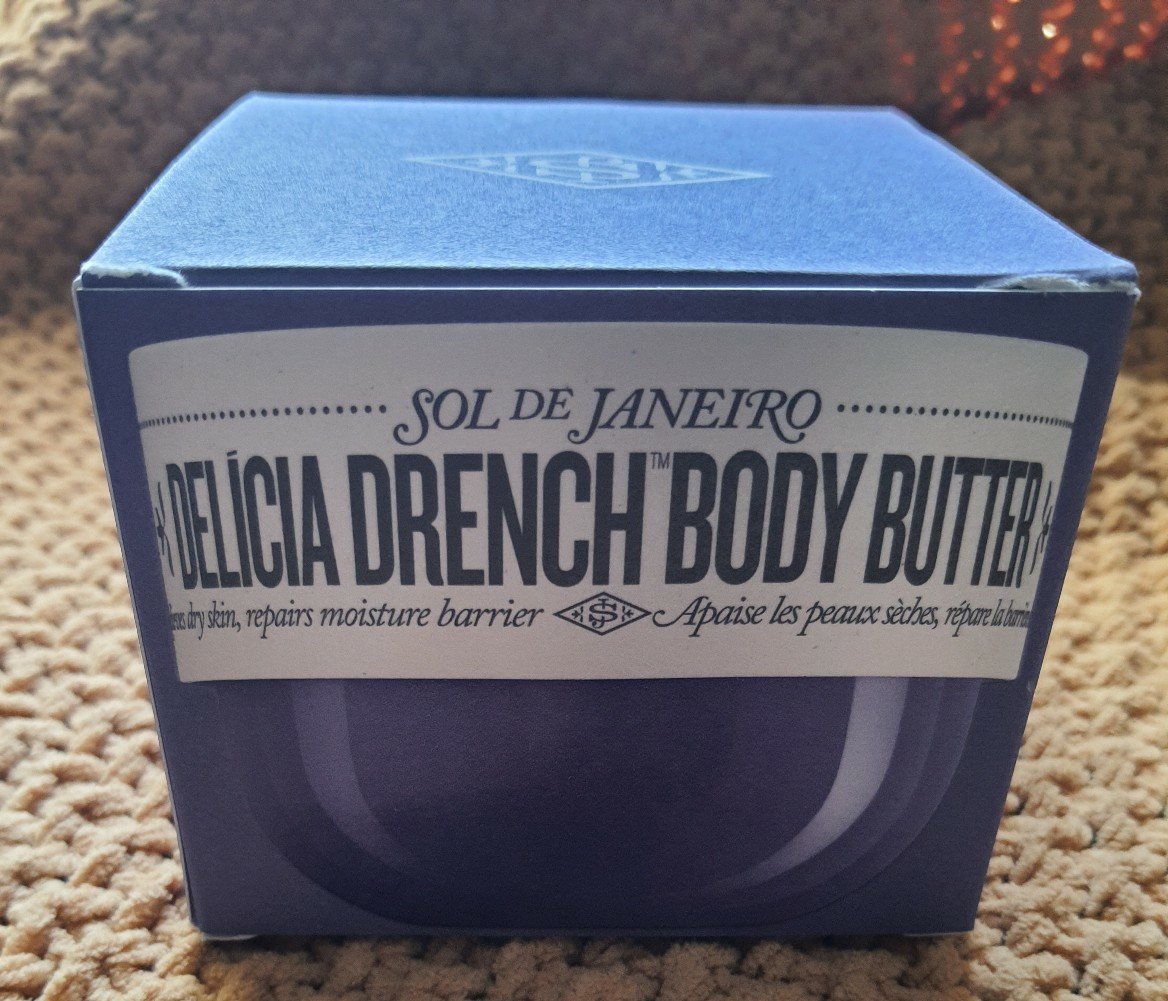 SOL DE JANEIRO
DELÍCIA DRENCH™ BODY BUTTER
dry skin, repairs moisture barrier Apaise les peaux sèches, répare la